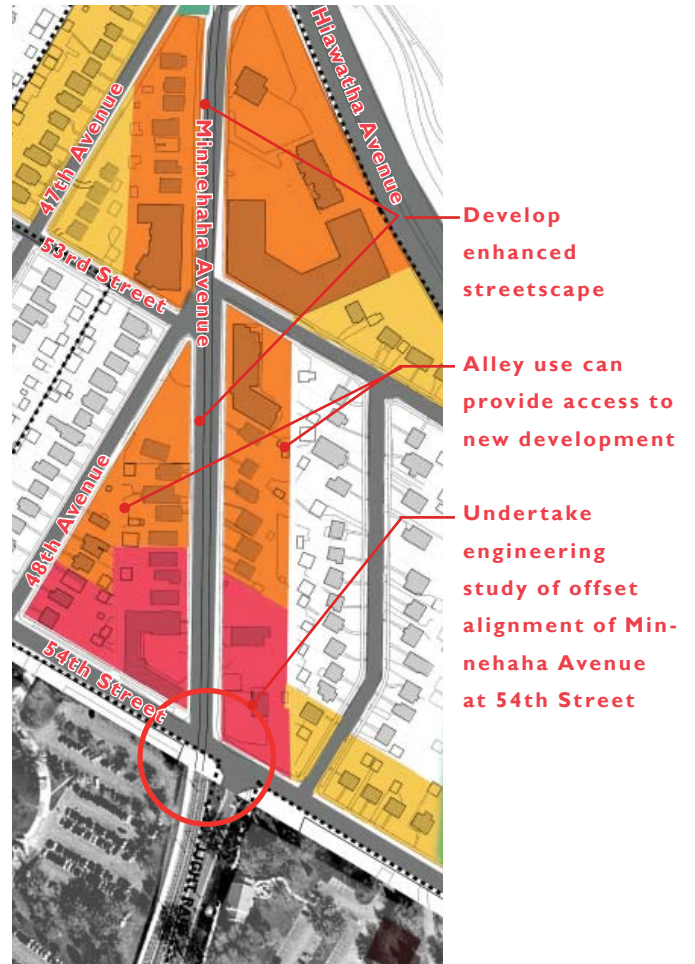 Hiawatha Avenue
47th Avenue
Minnehaha Avenue
53rd Street
48th Avenue
54th Street
Develop
enhanced
streetscape
Alley use can
provide access to
new development
Undertake
engineering
study of offset
alignment of Min-
nehaha Avenue
at 54th Street